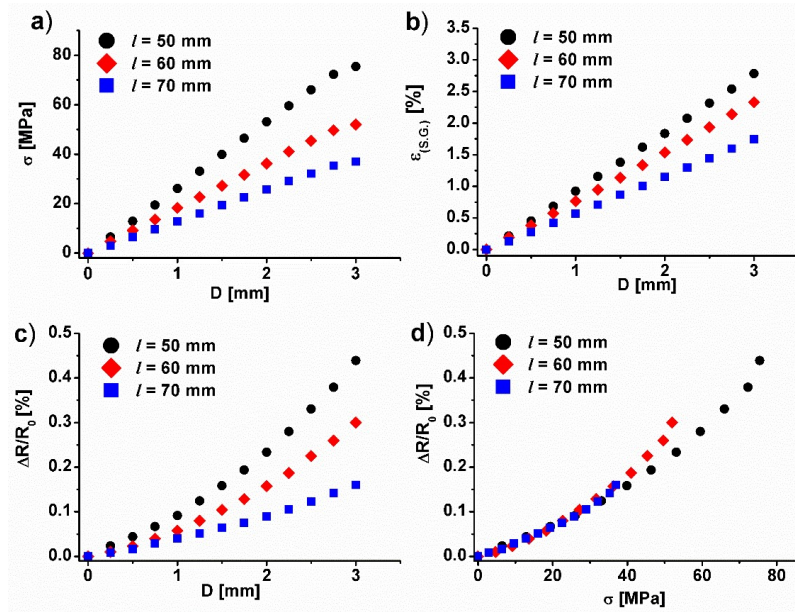 a)
l = 50 mm
l = 60 mm
l = 70 mm
σ [MPa]
80
60
40
20
0
0
1
2
3
D [mm]
b)
l = 50 mm
l = 60 mm
l = 70 mm
ε(S.G.) [%]
3.5
3.0
2.5
2.0
1.5
1.0
0.5
0.0
0
1
2
3
D [mm]
c)
l = 50 mm
l = 60 mm
l = 70 mm
ΔR/R0 [%]
0.5
0.4
0.3
0.2
0.1
0.0
0
1
2
3
D [mm]
d)
l = 50 mm
l = 60 mm
l = 70 mm
ΔR/R0 [%]
0.5
0.4
0.3
0.2
0.1
0.0
0
20
40
60
80
σ [MPa]